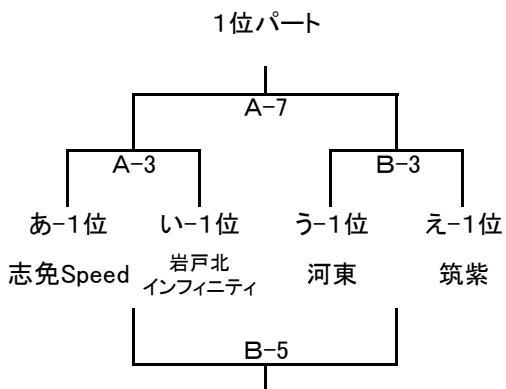 1位パート
A-7
A-3 B-3
あ-1位 い-1位 う-1位 え-1位
志免Speed 岩戸北 河東 筑紫
インフィニティ
B-5